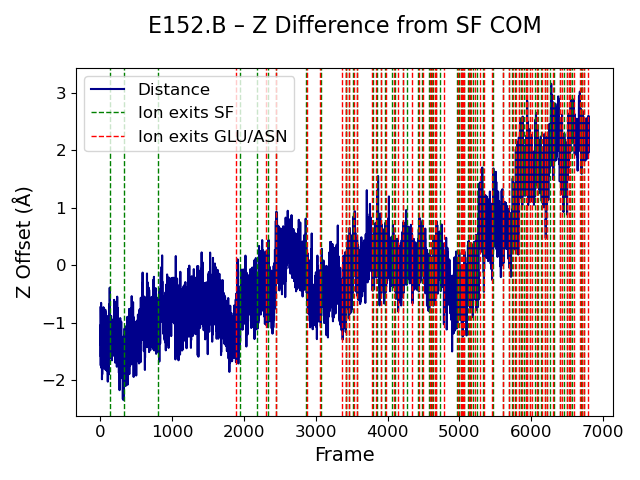 E152.B – Z Difference from SF COM
Distance
Ion exits SF
Ion exits GLU/ASN
Z Offset (Å)
3
2
1
0
−1
−2
0 1000 2000 3000 4000 5000 6000 7000
Frame